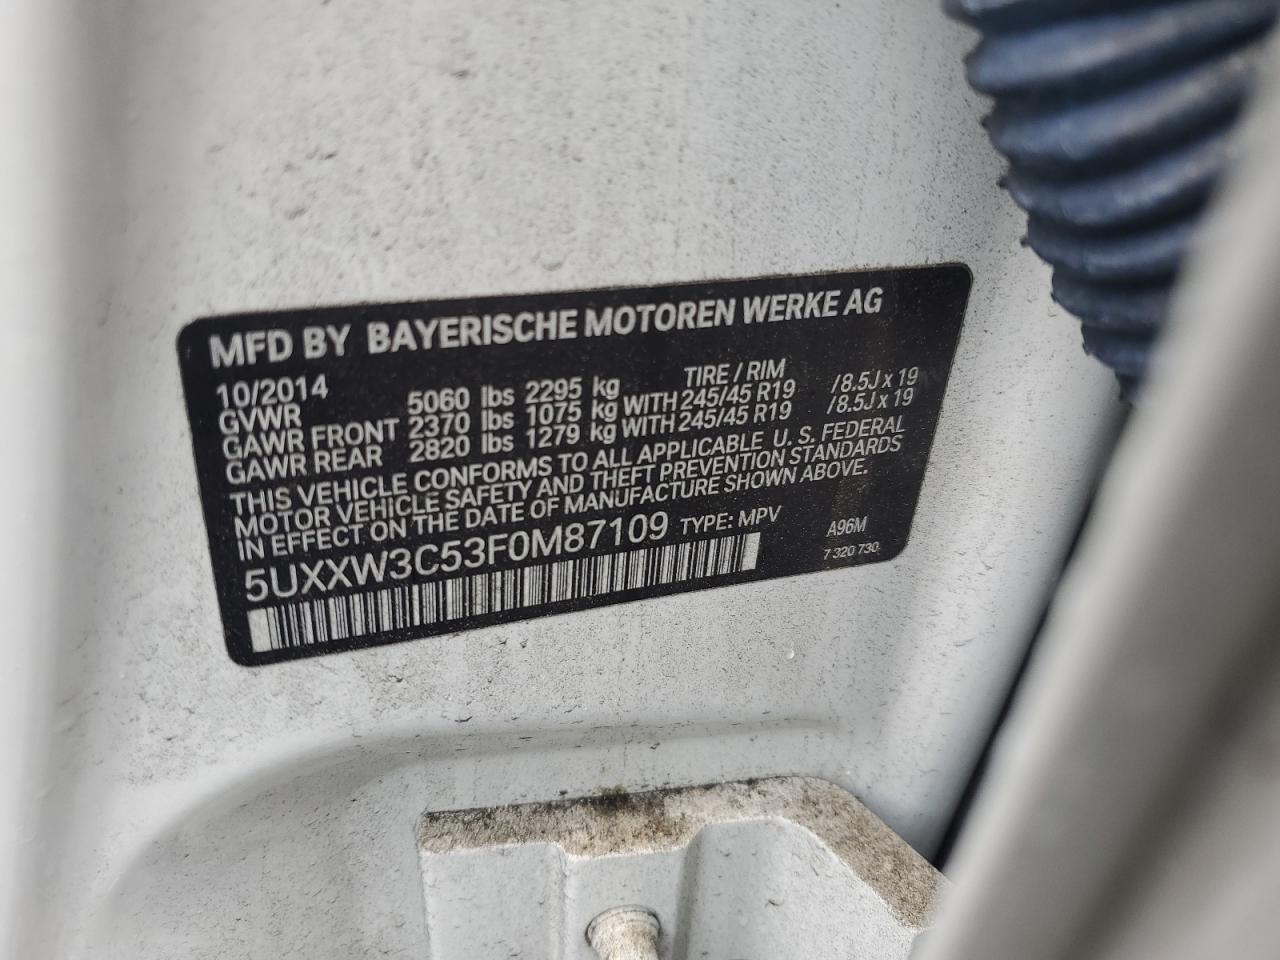 MFD BY BAYERISCHE MOTOREN WERKE AG
10/2014 TIRE / RIM
GVWR 5060 lbs 2295 kg
GAWR FRONT 2370 lbs 1075 kg WITH 245/45 R19 /8.5J x 19
GAWR REAR 2820 lbs 1279 kg WITH 245/45 R19 /8.5J x 19
THIS VEHICLE CONFORMS TO ALL APPLICABLE U. S. FEDERAL
MOTOR VEHICLE SAFETY AND THEFT PREVENTION STANDARDS
IN EFFECT ON THE DATE OF MANUFACTURE SHOWN ABOVE.
5UXXW3C53F0M87109 TYPE: MPV A96M
7 320 730